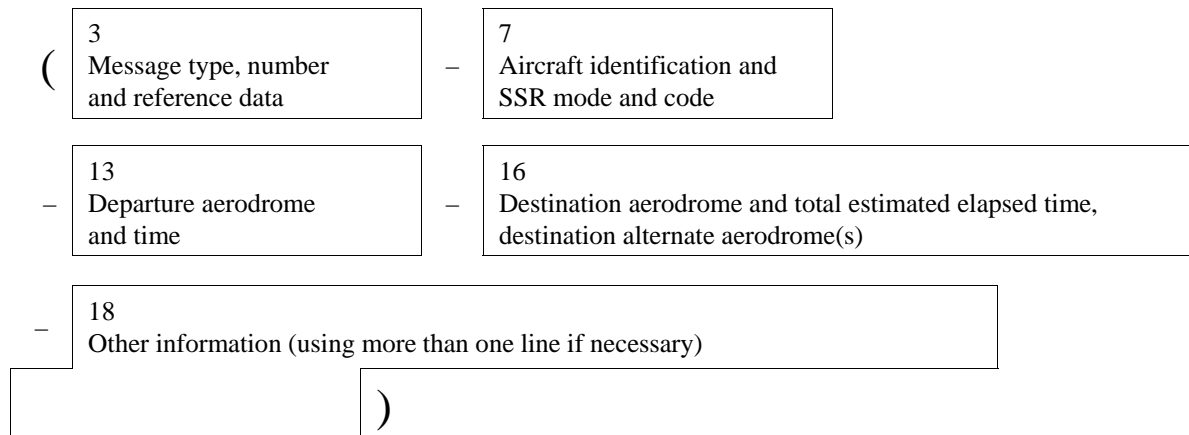 3
7
( Message type, number – Aircraft identification and
and reference data SSR mode and code
13
16
– Departure aerodrome – Destination aerodrome and total estimated elapsed time,
and time destination alternate aerodrome(s)
18
– Other information (using more than one line if necessary)
)